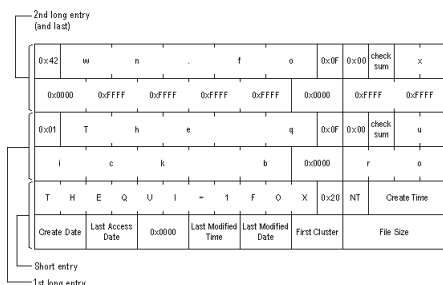 2nd long entry
(and last)
0x42 w n . f o 0x0F 0x00 check sum x
0x0000 0xFFFF 0xFFFF 0xFFFF 0xFFFF 0x0000 0xFFFF 0xFFFF
0x01 T h e q 0x0F 0x00 check sum u
i c k b 0x0000 r o
T H E Q U I ~ 1 F O X 0x20 NT Create Time
Create Date Last Access Date 0x0000 Last Modified Time Last Modified Date First Cluster File Size
Short entry
1st long entry